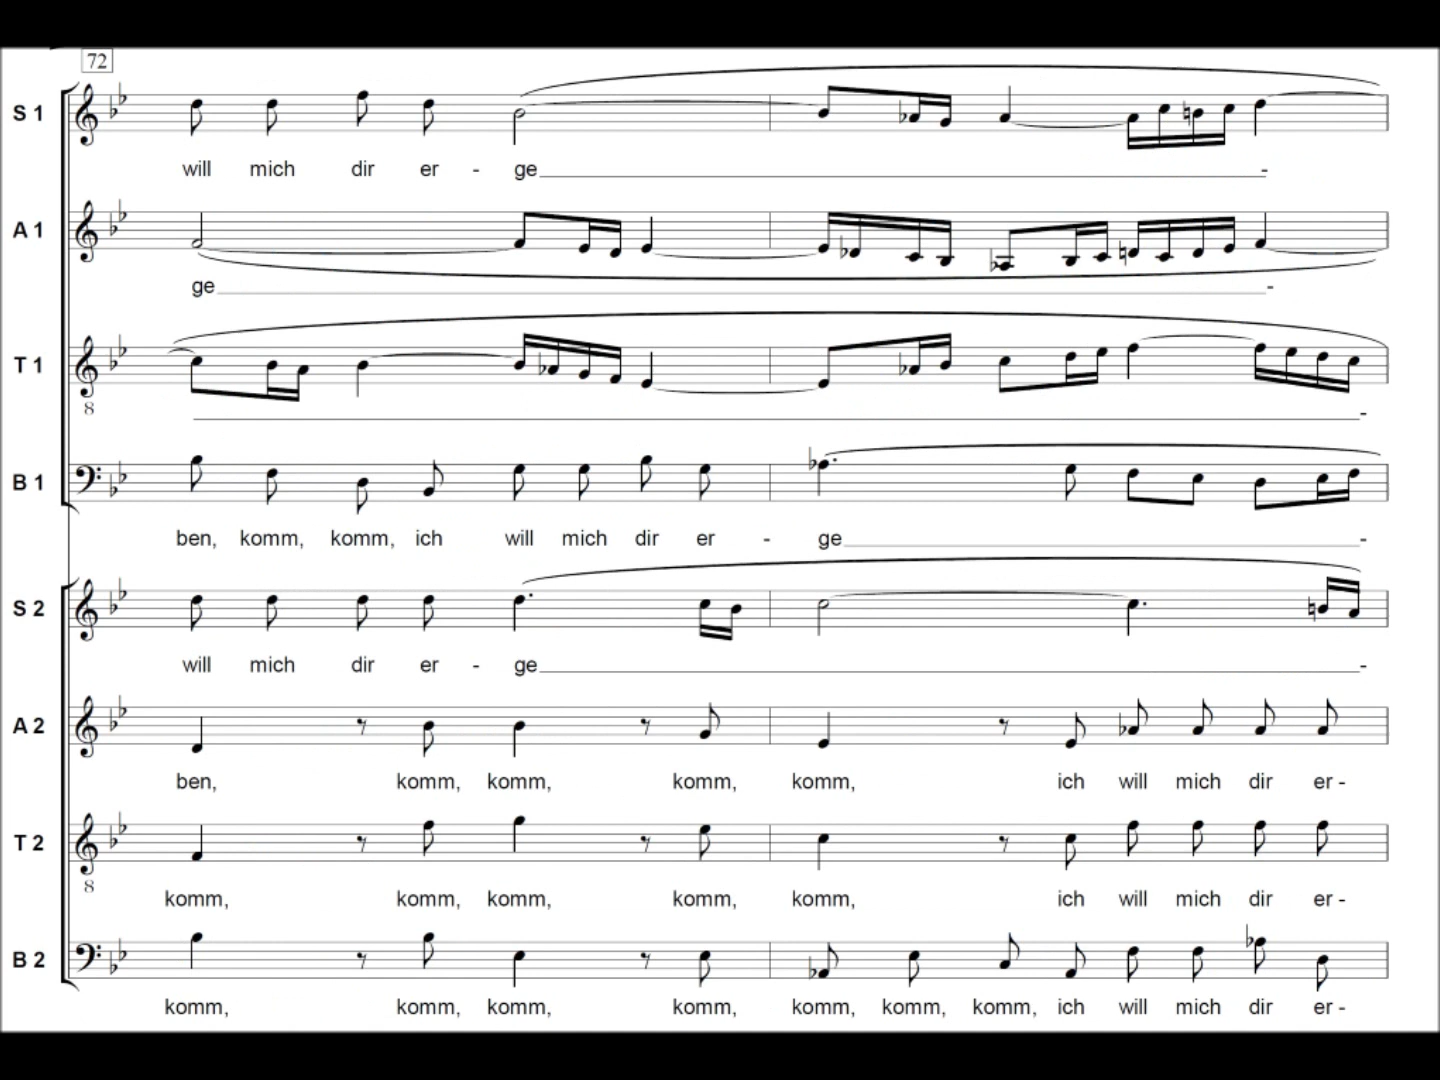 72
S 1
will mich dir er - ge -
A 1
ge -
T 1
8
-
B 1
ben, komm, komm, ich will mich dir er - ge -
S 2
will mich dir er - ge -
A 2
ben, komm, komm, komm, komm, ich will mich dir er -
T 2
8
komm, komm, komm, komm, komm, ich will mich dir er -
B 2
komm, komm, komm, komm, komm, komm, komm, ich will mich dir er -